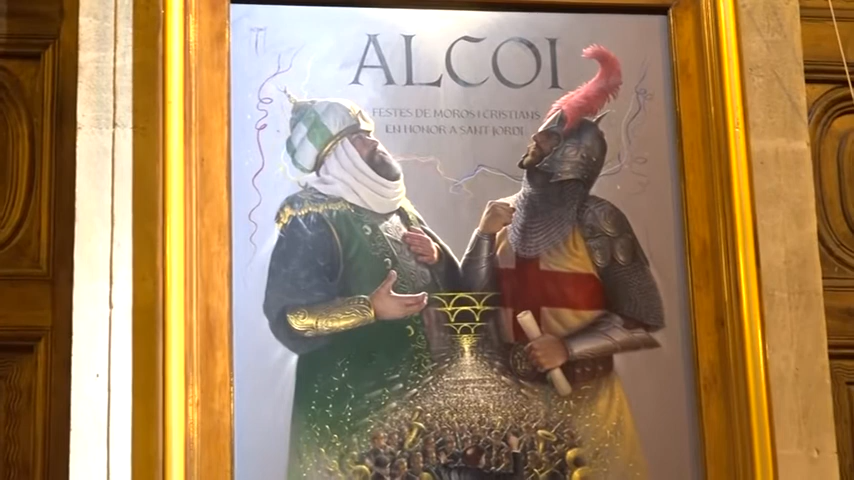 ALCOI
FESTES DE MOROS I CRISTIANS
EN HONOR A SANT JORDI